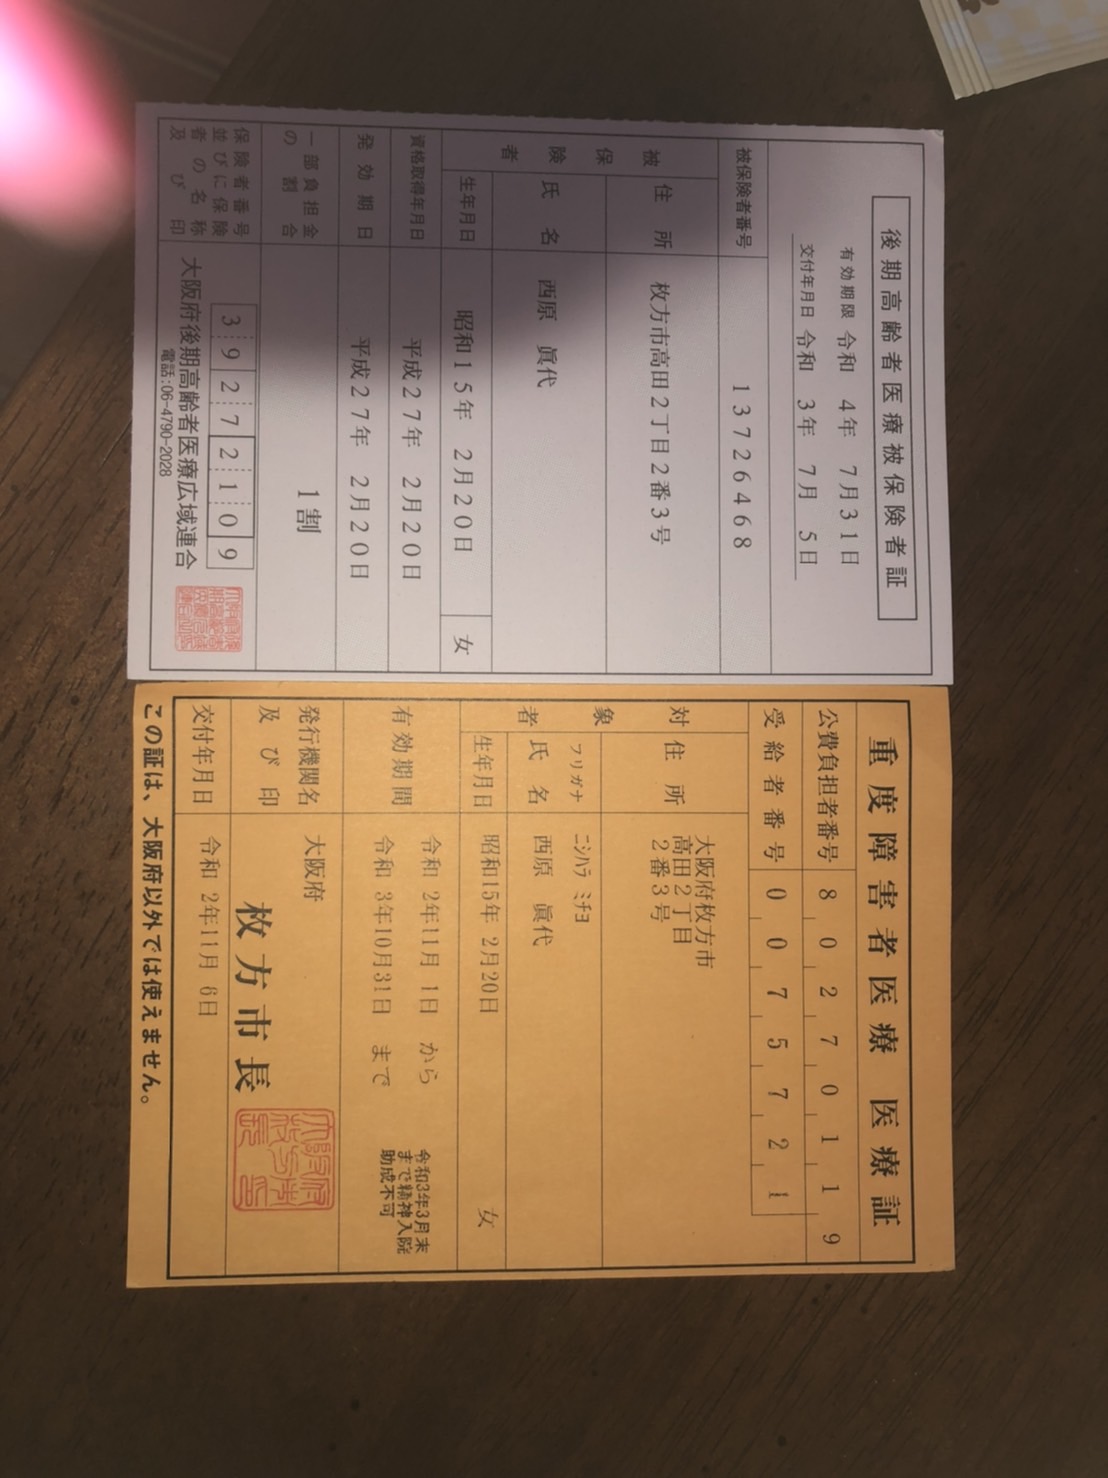 後期高齢者医療被保険者証
有効期限 令和 4年 7月31日
交付年月日 令和 3年 7月 5日
被保険者番号 13726468
被保険者
住所 枚方市高田2丁目2番3号
氏名 西原 眞代
生年月日 昭和15年 2月20日 女
資格取得年月日 平成27年 2月20日
発効期日 平成27年 2月20日
一部負担金の割合 1割
保険者番号並びに保険者の名称及び印
39272109
大阪府後期高齢者医療広域連合
電話:06-4790-2028
重度障害者医療 医療証
公費負担者番号 80270119
受給者番号 0075721
対象者
住所 大阪府枚方市
高田2丁目
2番3号
フリガナ ニシハラ ミチヨ
氏名 西原 眞代
生年月日 昭和15年 2月20日 女
有効期間 令和 2年11月 1日 から
令和 3年10月31日 まで
令和3年3月末
まで精神入院
助成不可
発行機関名及び印 大阪府
枚方市長
交付年月日 令和 2年11月 6日
この証は、大阪府以外では使えません。